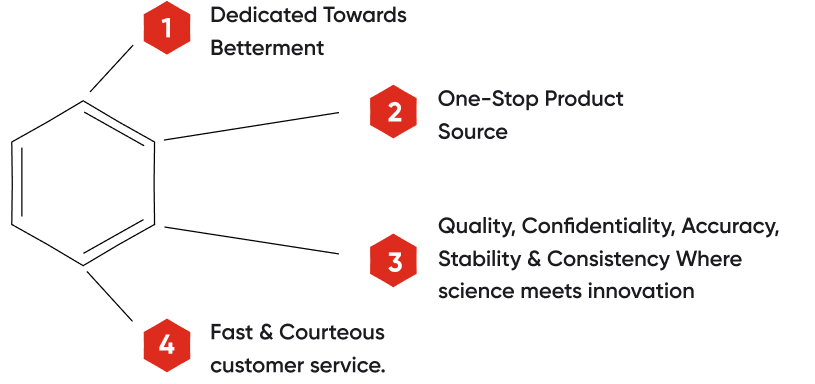 1
Dedicated Towards
Betterment
2
One-Stop Product
Source
3
Quality, Confidentiality, Accuracy,
Stability & Consistency Where
science meets innovation
4
Fast & Courteous
customer service.